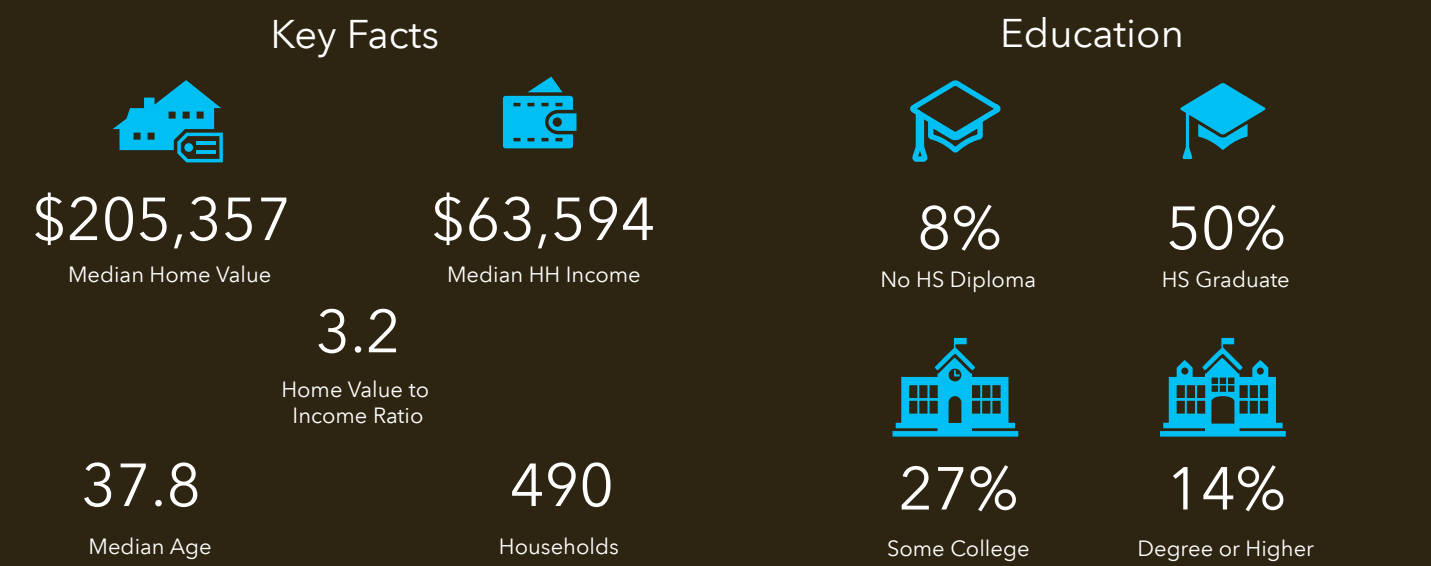 Key Facts
$205,357
Median Home Value
$63,594
Median HH Income
3.2
Home Value to
Income Ratio
37.8
Median Age
490
Households
Education
8%
No HS Diploma
50%
HS Graduate
27%
Some College
14%
Degree or Higher